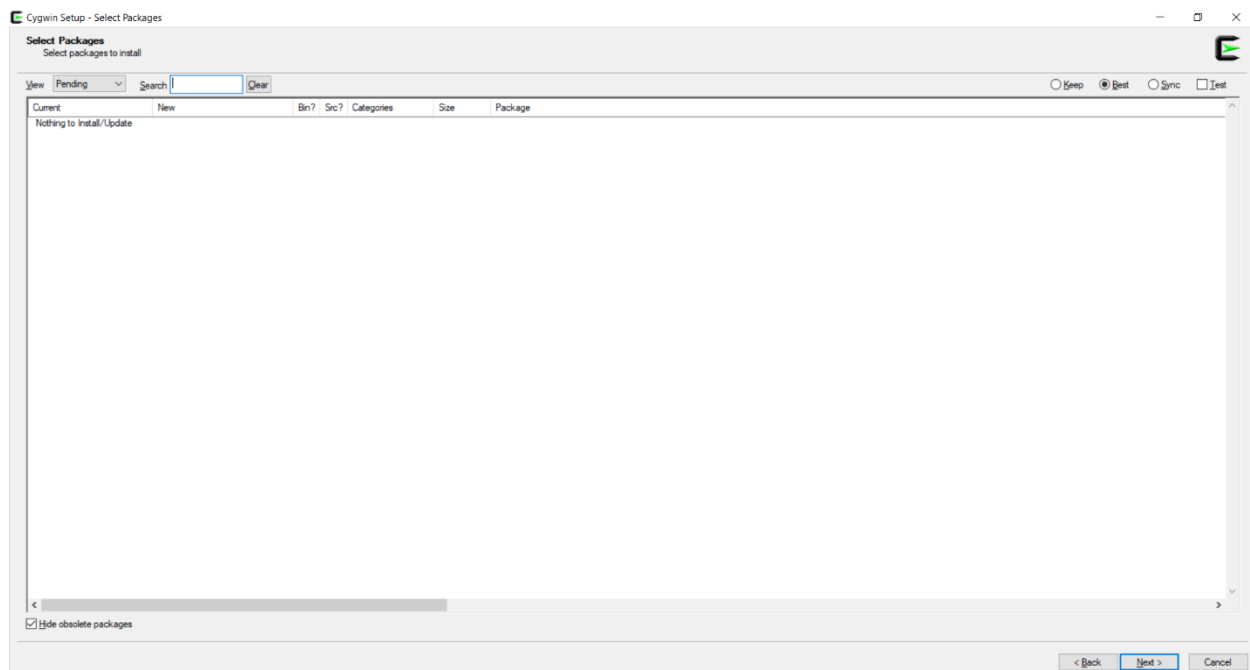 Cygwin Setup - Select Packages
Select Packages
Select packages to install
View Pending Search Clear Keep Best Sync Test
Current New Bin? Src? Categories Size Package
Nothing to Install/Update
Hide obsolete packages
< Back Next > Cancel